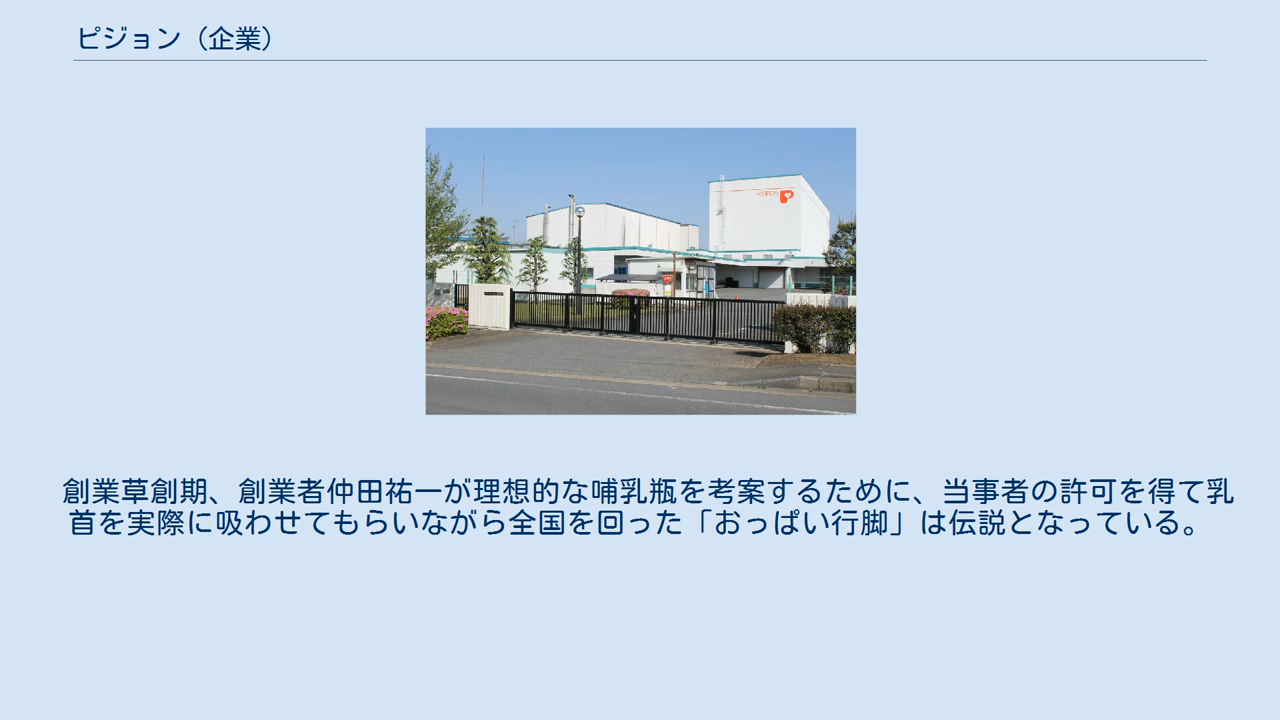 ピジョン（企業）
PIGEON
創業草創期、創業者仲田祐一が理想的な哺乳瓶を考案するために、当事者の許可を得て乳
首を実際に吸わせてもらいながら全国を回った「おっぱい行脚」は伝説となっている。